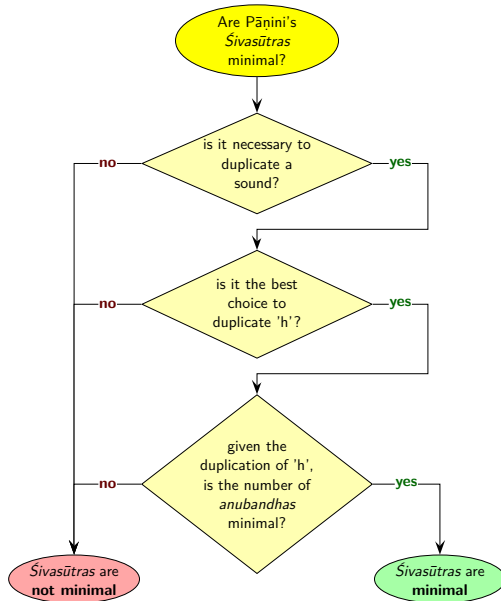 Are Pāṇini's
Śivasūtras
minimal?
is it necessary to
duplicate a
sound?
no
yes
is it the best
choice to
duplicate 'h'?
no
yes
given the
duplication of 'h',
is the number of
anubandhas
minimal?
no
yes
Śivasūtras are
not minimal
Śivasūtras are
minimal